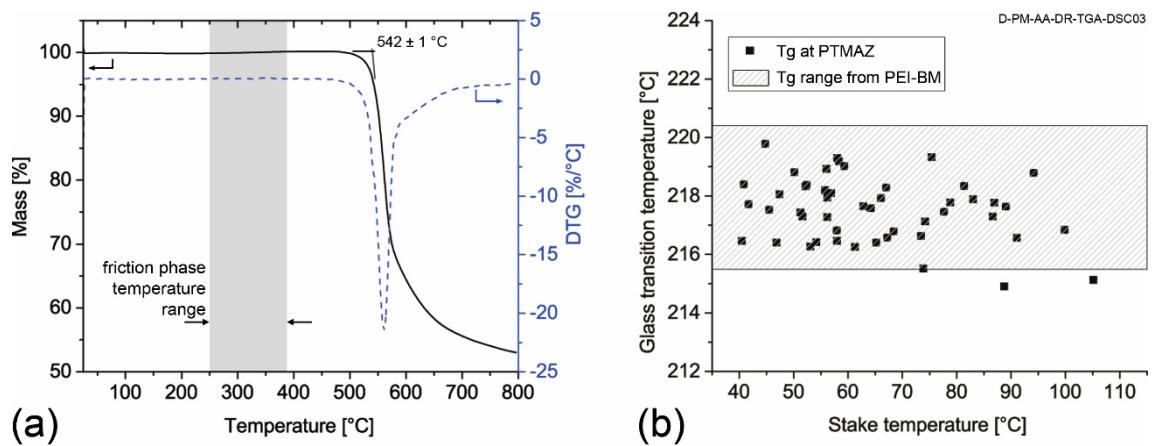 542 ± 1 °C
100
90
80
70
60
50
Mass [%]
5
0
-5
-10
-15
-20
-25
DTG [%/°C]
friction phase
temperature
range
100 200 300 400 500 600 700 800
Temperature [°C]
(a)
D-PM-AA-DR-TGA-DSC03
224
222
220
218
216
214
212
Glass transition temperature [°C]
Tg at PTMAZ
Tg range from PEI-BM
40 50 60 70 80 90 100 110
Stake temperature [°C]
(b)